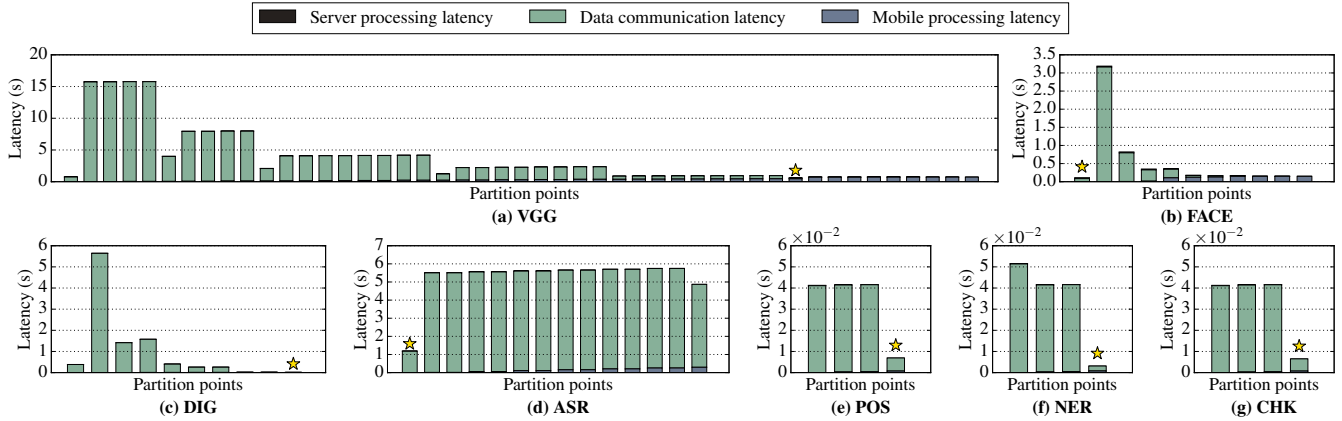 Server processing latency Data communication latency Mobile processing latency
Latency (s)
20
15
10
5
0
Partition points
(a) VGG
Latency (s)
3.5
3.0
2.5
2.0
1.5
1.0
0.5
0.0
Partition points
(b) FACE
Latency (s)
6
5
4
3
2
1
0
Partition points
(c) DIG
Latency (s)
7
6
5
4
3
2
1
0
Partition points
(d) ASR
Latency (s)
6 ×10⁻²
5
4
3
2
1
0
Partition points
(e) POS
Latency (s)
6 ×10⁻²
5
4
3
2
1
0
Partition points
(f) NER
Latency (s)
6 ×10⁻²
5
4
3
2
1
0
Partition points
(g) CHK